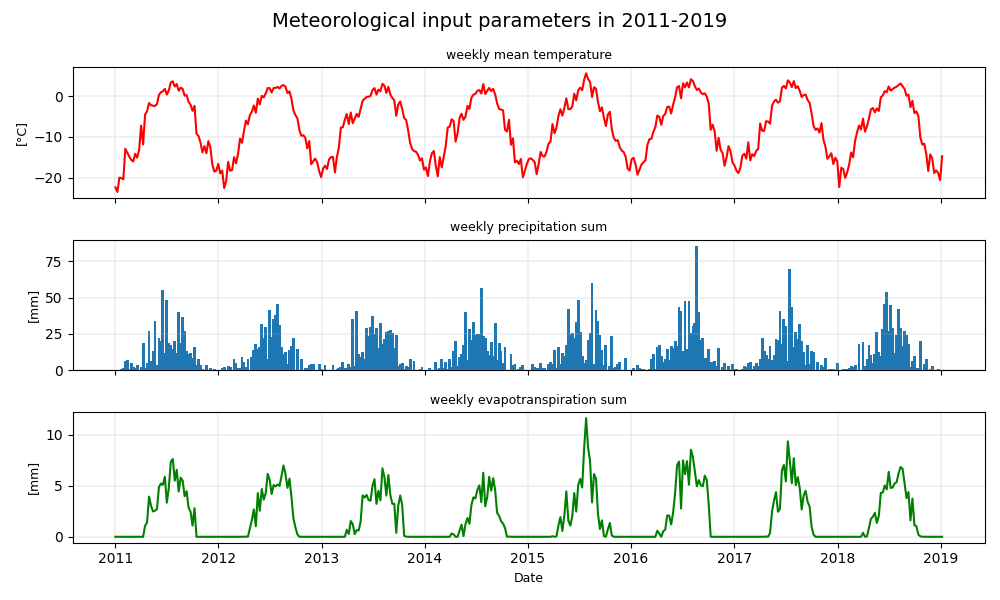 Meteorological input parameters in 2011-2019
weekly mean temperature
[°C]
0
−10
−20
weekly precipitation sum
[mm]
75
50
25
0
weekly evapotranspiration sum
[mm]
10
5
0
2011 2012 2013 2014 2015 2016 2017 2018 2019
Date